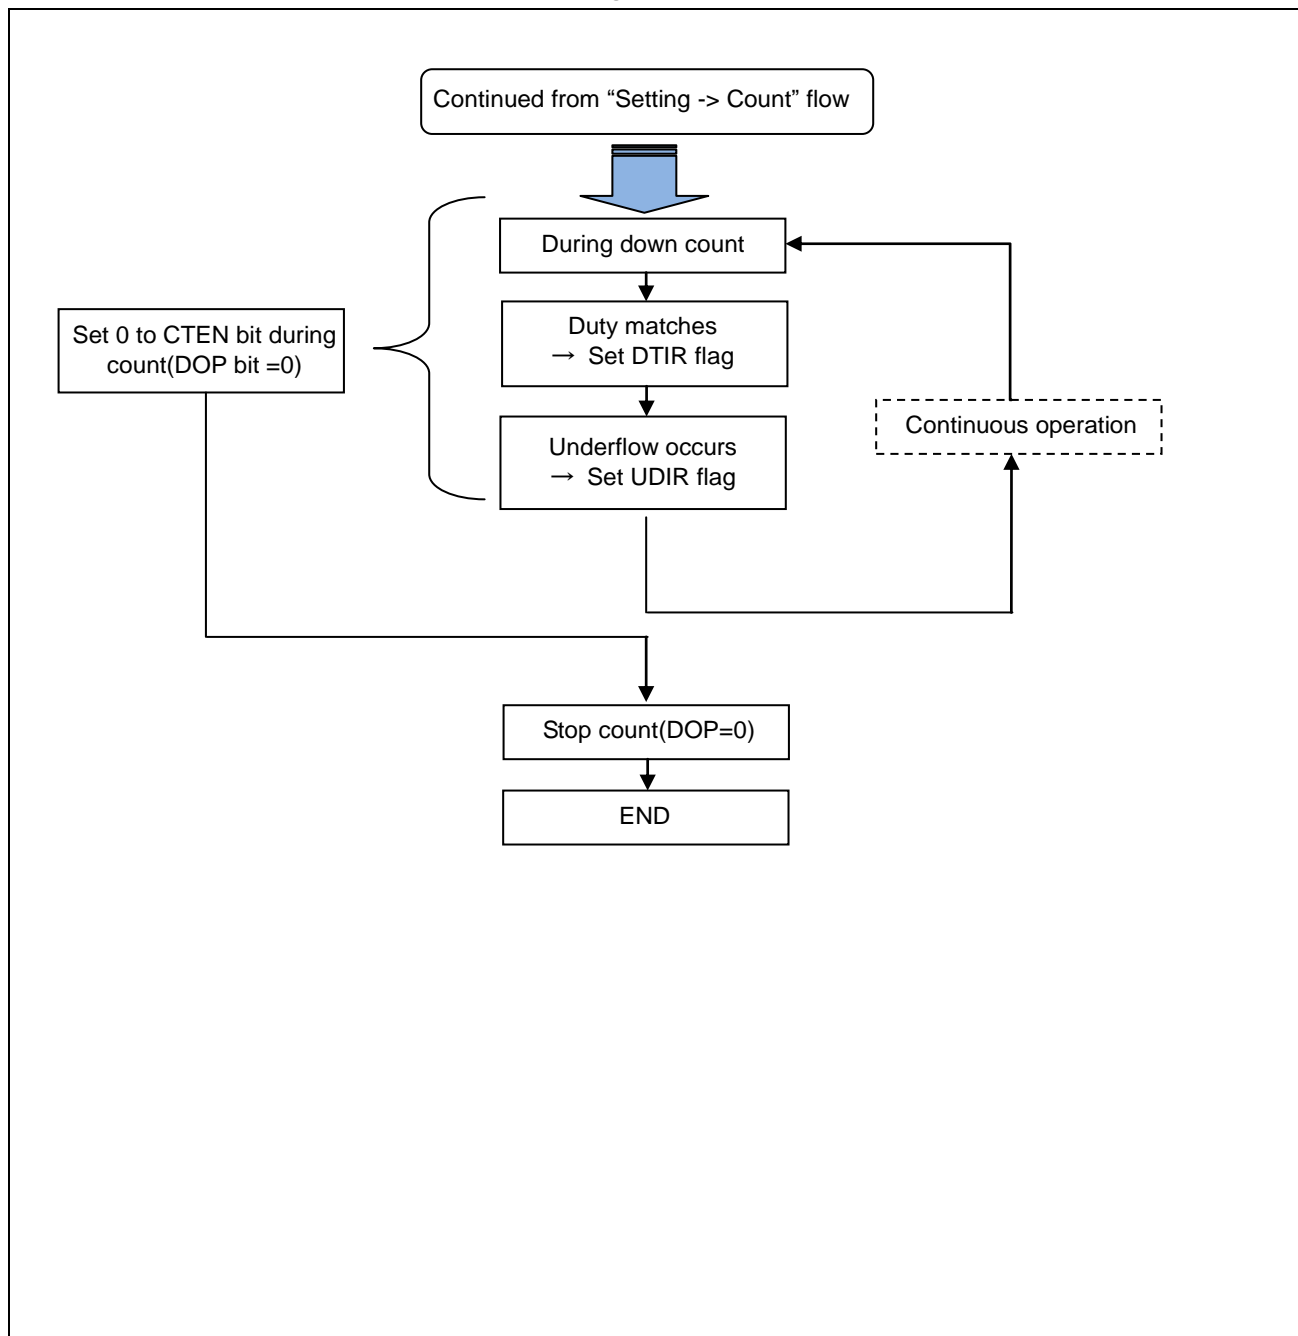 Continued from “Setting -> Count” flow
During down count
Set 0 to CTEN bit during
count(DOP bit =0)
Duty matches
→ Set DTIR flag
Underflow occurs
→ Set UDIR flag
Continuous operation
Stop count(DOP=0)
END